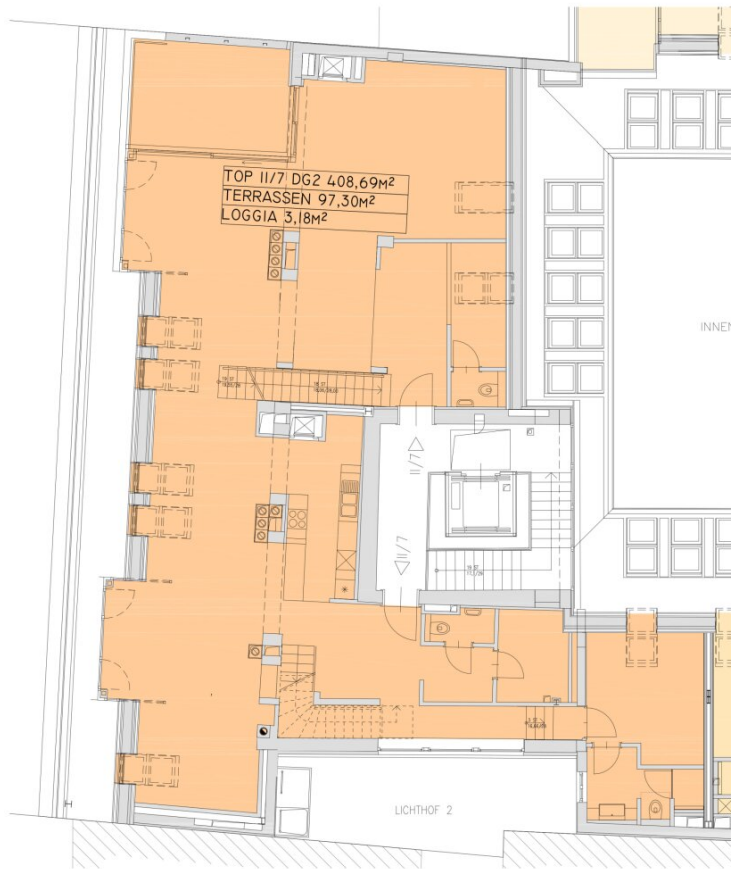 TOP II/7 DG2 408,69M²
TERRASSEN 97,30M²
LOGGIA 3,18M²
INNEN
II/7
II/7
LICHTHOF 2